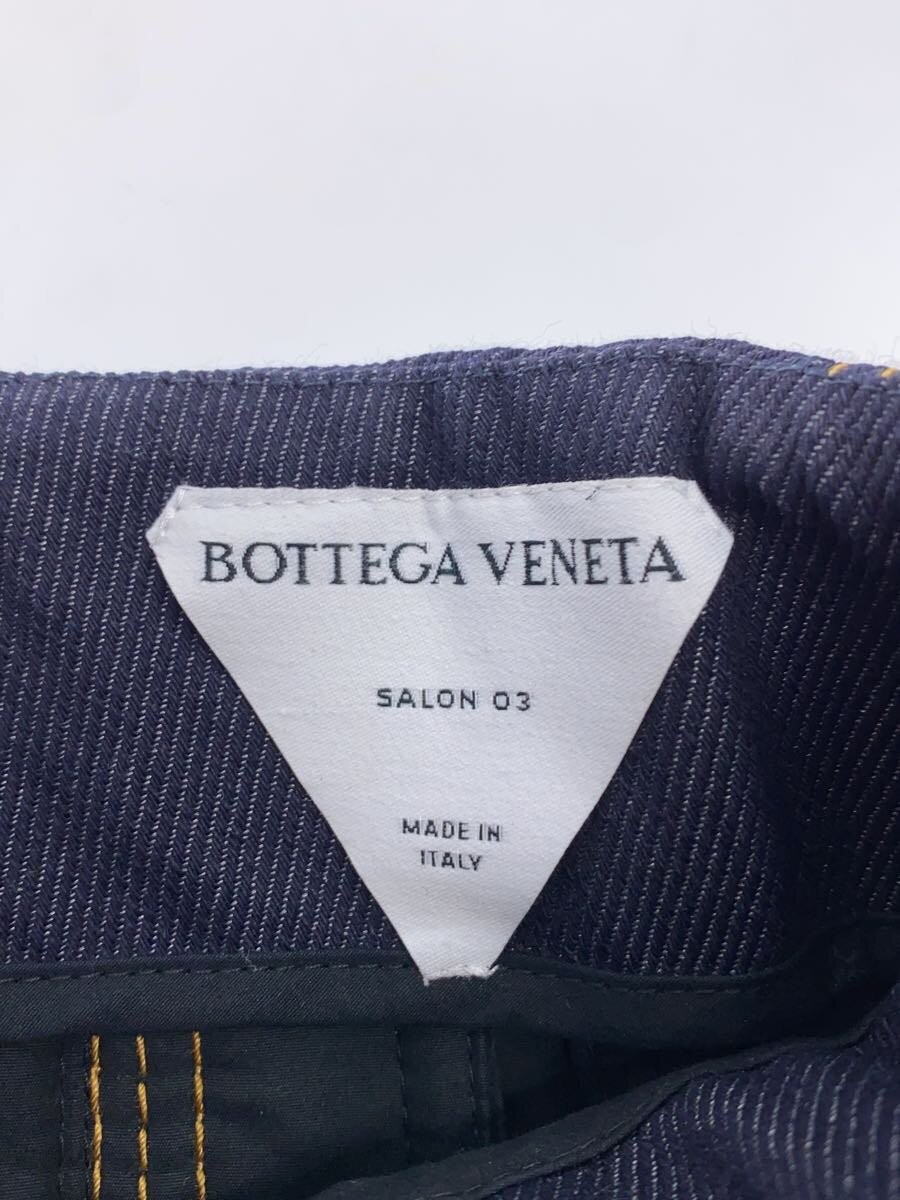 BOTTEGA VENETA
SALON 03
MADE IN
ITALY